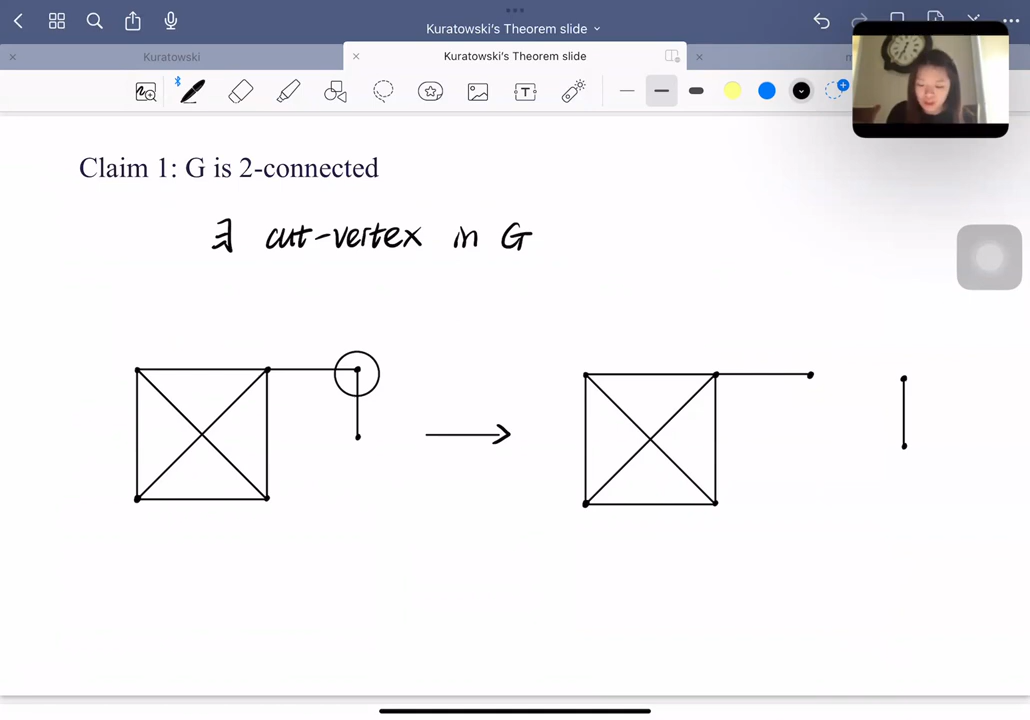 Kuratowski's Theorem slide
Kuratowski
Kuratowski's Theorem slide
Claim 1: G is 2-connected
∃ cut-vertex in G